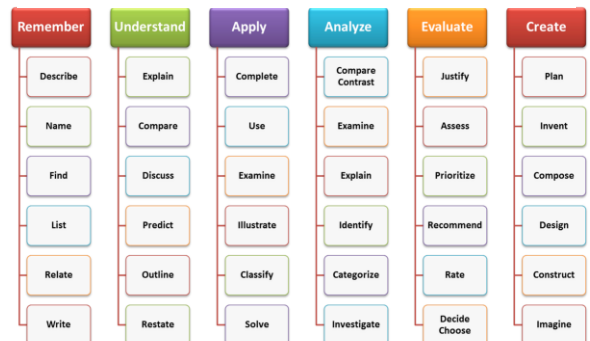 Remember Understand Apply Analyze Evaluate Create
Describe Explain Complete Compare Justify Plan
Contrast
Name Compare Use Examine Assess Invent
Find Discuss Examine Explain Prioritize Compose
List Predict Illustrate Identify Recommend Design
Relate Outline Classify Categorize Rate Construct
Write Restate Solve Investigate Decide Imagine
Choose